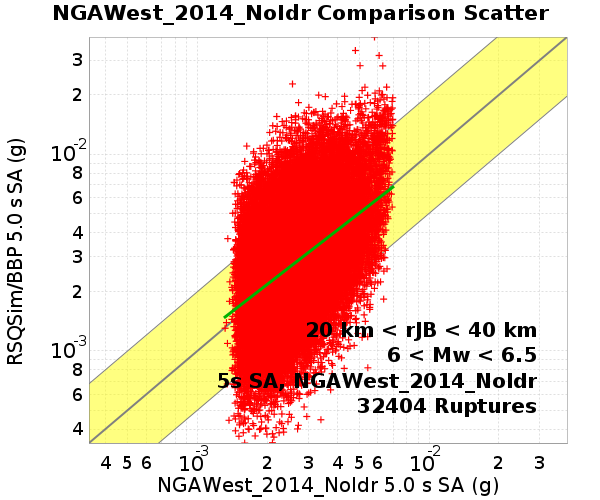 NGAWest_2014_NoIdr Comparison Scatter
RSQSim/BBP 5.0 s SA (g)
3
2
10-2
8
6
4
3
2
10-3
8
6
4
20 km < rJB < 40 km
6 < Mw < 6.5
5s SA, NGAWest_2014_NoIdr
32404 Ruptures
4 5 6 10-3 2 3 4 5 6 10-2 2 3
NGAWest_2014_NoIdr 5.0 s SA (g)